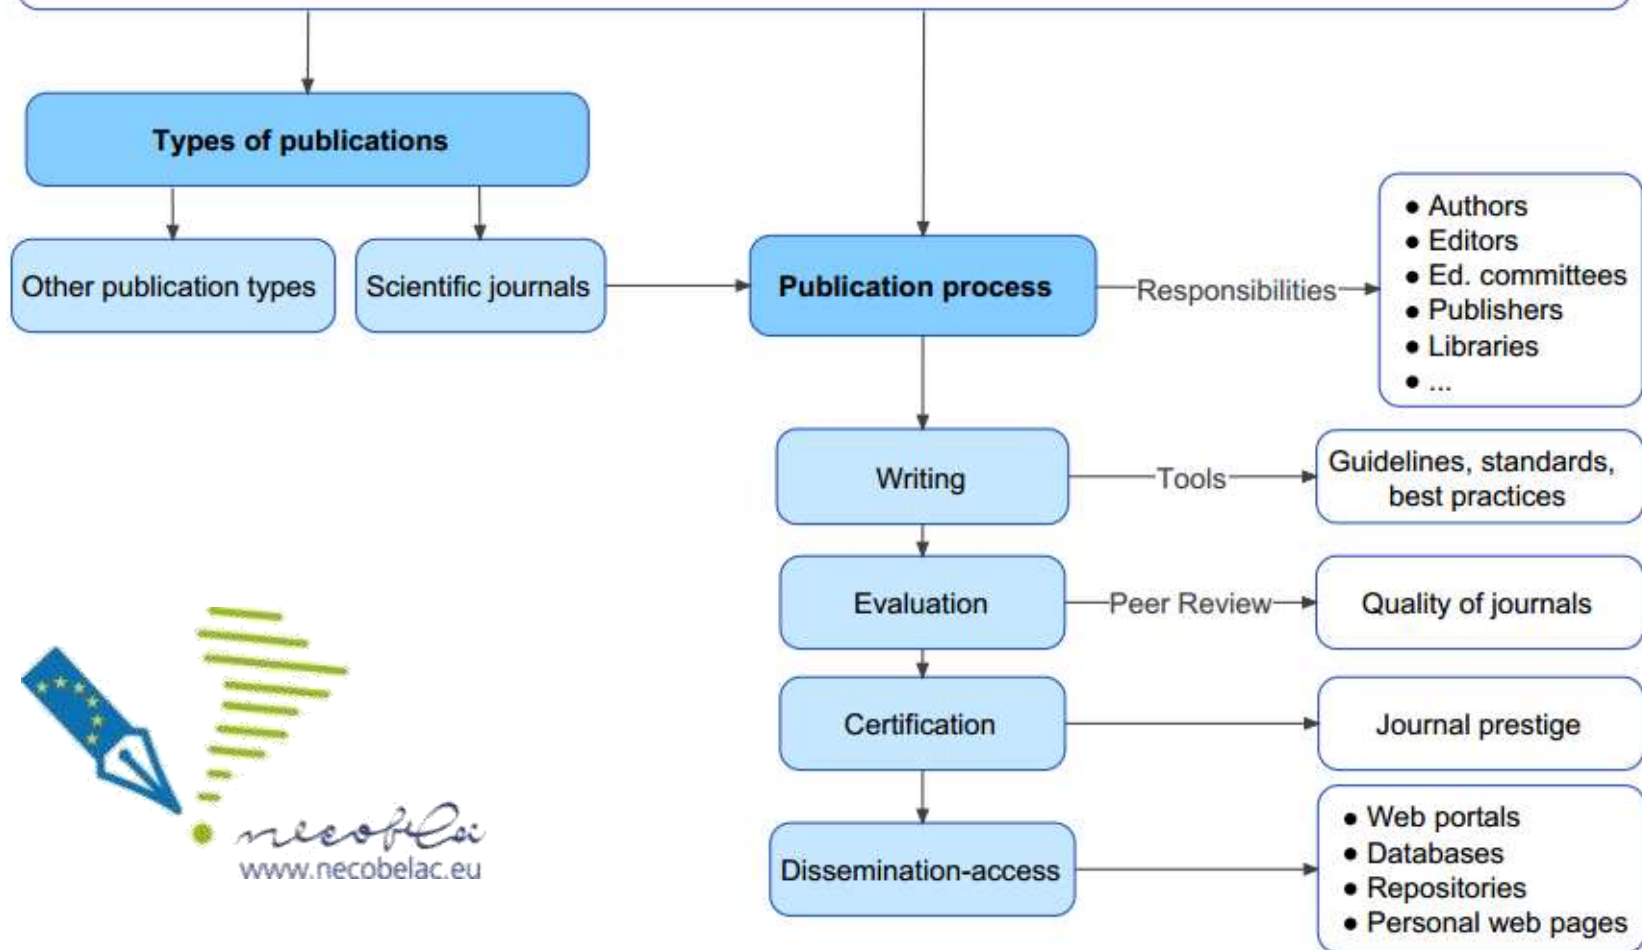 Types of publications
Other publication types
Scientific journals
Publication process
Responsibilities
● Authors
● Editors
● Ed. committees
● Publishers
● Libraries
● ...
Writing
Tools
Guidelines, standards,
best practices
Evaluation
Peer Review
Quality of journals
Certification
Journal prestige
Dissemination-access
● Web portals
● Databases
● Repositories
● Personal web pages
necobelac
www.necobelac.eu